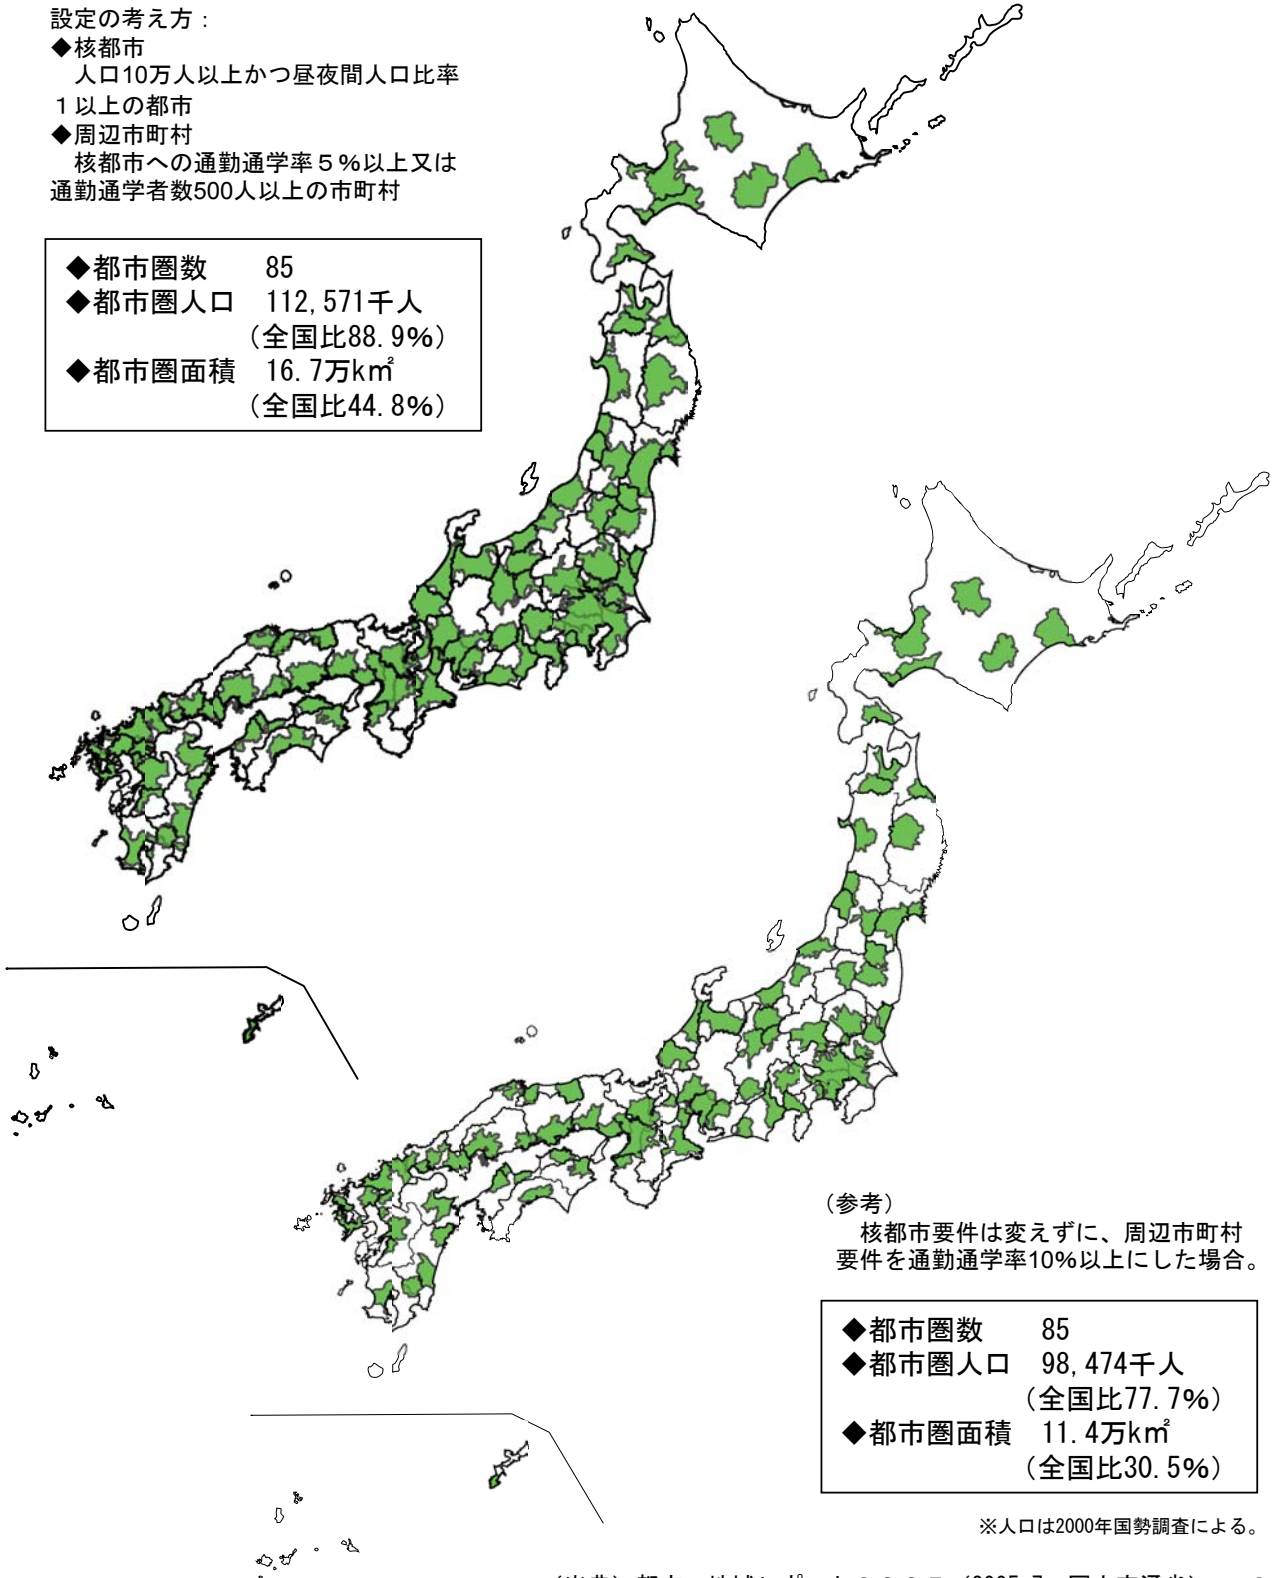 設定の考え方：
◆核都市
人口10万人以上かつ昼夜間人口比率
１以上の都市
◆周辺市町村
核都市への通勤通学率５％以上又は
通勤通学者数500人以上の市町村
◆都市圏数 85
◆都市圏人口 112,571千人
（全国比88.9%）
◆都市圏面積 16.7万k㎡
（全国比44.8%）
（参考）
核都市要件は変えずに、周辺市町村
要件を通勤通学率10%以上にした場合。
◆都市圏数 85
◆都市圏人口 98,474千人
（全国比77.7%）
◆都市圏面積 11.4万k㎡
（全国比30.5%）
※人口は2000年国勢調査による。